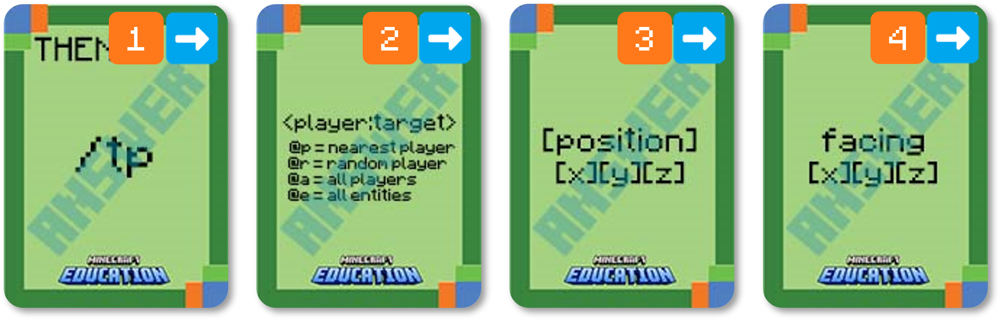 THEN
1
/tp
ANSWER
MINECRAFT
EDUCATION
2
<player:target>
@p = nearest player
@r = random player
@a = all players
@e = all entities
ANSWER
MINECRAFT
EDUCATION
3
[position]
[x][y][z]
ANSWER
MINECRAFT
EDUCATION
4
facing
[x][y][z]
ANSWER
MINECRAFT
EDUCATION